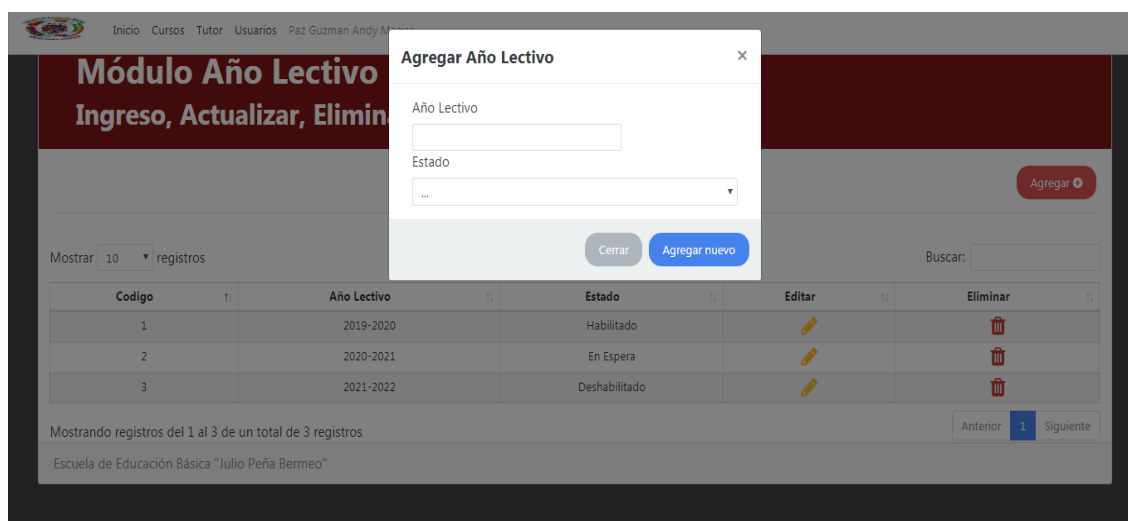 Inicio Cursos Tutor Usuarios Paz Guzman Andy
Módulo Año Lectivo
Ingreso, Actualizar,
Agregar Año Lectivo ×
Año Lectivo
Estado
...
Cerrar Agregar nuevo
Agregar
Mostrar 10 registros
Buscar:
Codigo Año Lectivo Estado Editar Eliminar
1 2019-2020 Habilitado
2 2020-2021 En Espera
3 2021-2022 Deshabilitado
Mostrando registros del 1 al 3 de un total de 3 registros
Anterior 1 Siguiente
Escuela de Educación Básica "Julio Peña Bermeo"